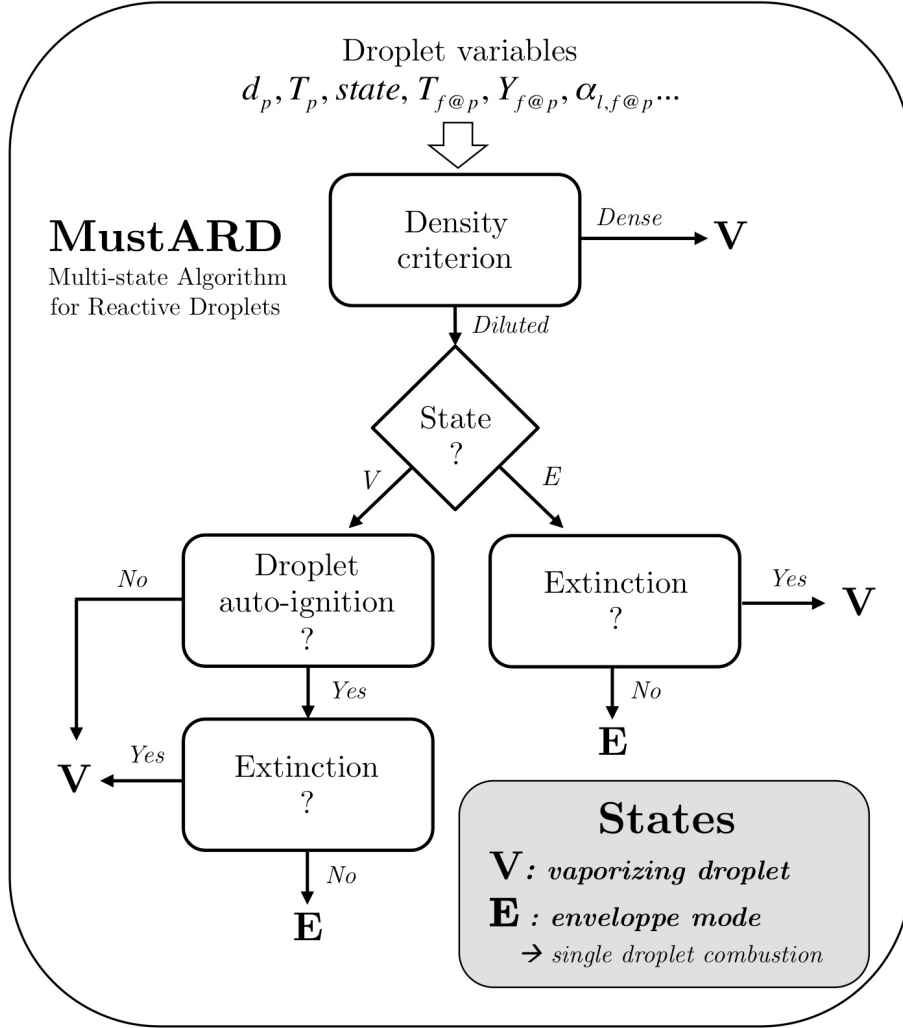 Droplet variables
d_p, T_p, state, T_{f@p}, Y_{f@p}, α_{l,f@p}...
MustARD
Multi-state Algorithm
for Reactive Droplets
Density
criterion
Dense
V
Diluted
State
?
V
E
No
Droplet
auto-ignition
?
Extinction
?
Yes
V
Yes
No
E
V
Yes
Extinction
?
No
E
States
V : vaporizing droplet
E : enveloppe mode
→ single droplet combustion